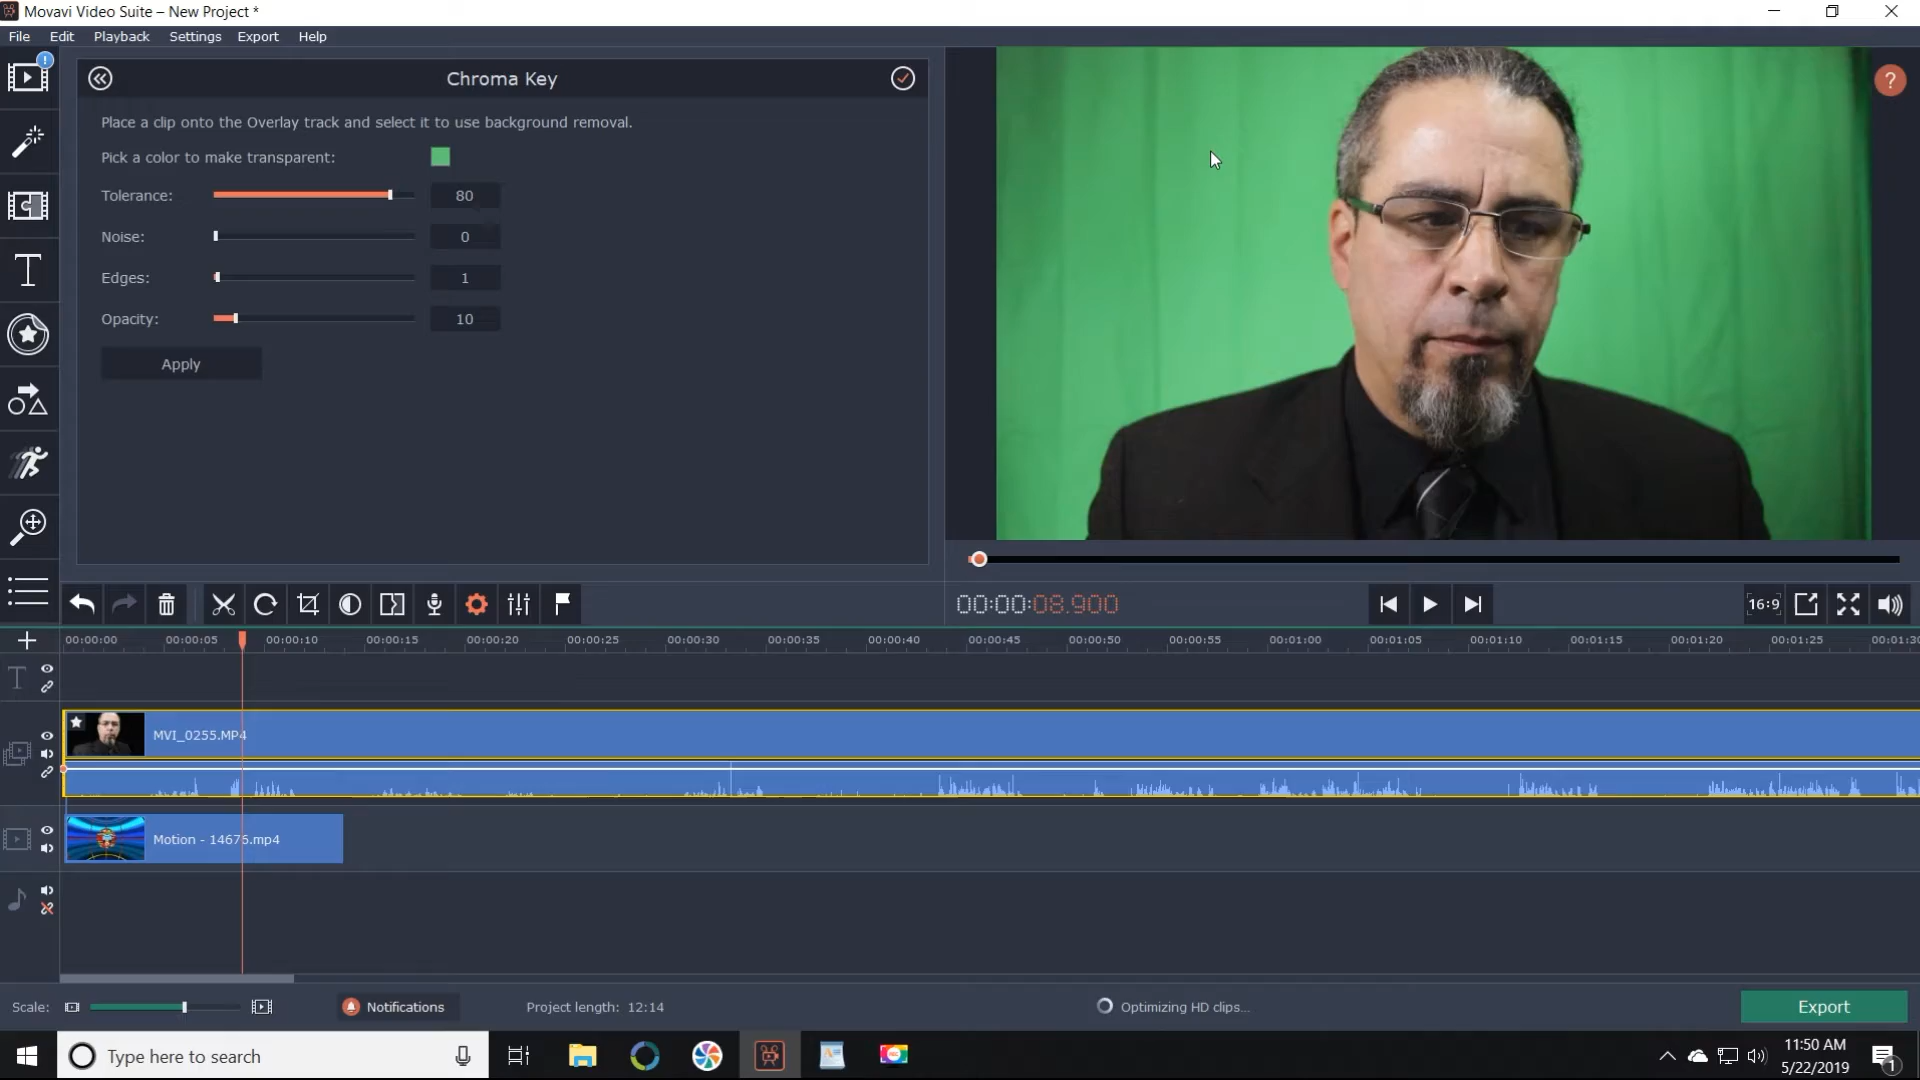 Movavi Video Suite – New Project *
File Edit Playback Settings Export Help
Chroma Key
?
Place a clip onto the Overlay track and select it to use background removal.
Pick a color to make transparent:
Tolerance: 80
Noise: 0
Edges: 1
Opacity: 10
Apply
00:00:08.900
16:9
00:00:00 00:00:05 00:00:10 00:00:15 00:00:20 00:00:25 00:00:30 00:00:35 00:00:40 00:00:45 00:00:50 00:00:55 00:01:00 00:01:05 00:01:10 00:01:15 00:01:20 00:01:25 00:01:30
T
MVI_0255.MP4
Motion - 14676.mp4
Scale: Notifications Project length: 12:14 Optimizing HD clips... Export
Type here to search
11:50 AM
5/22/2019
1